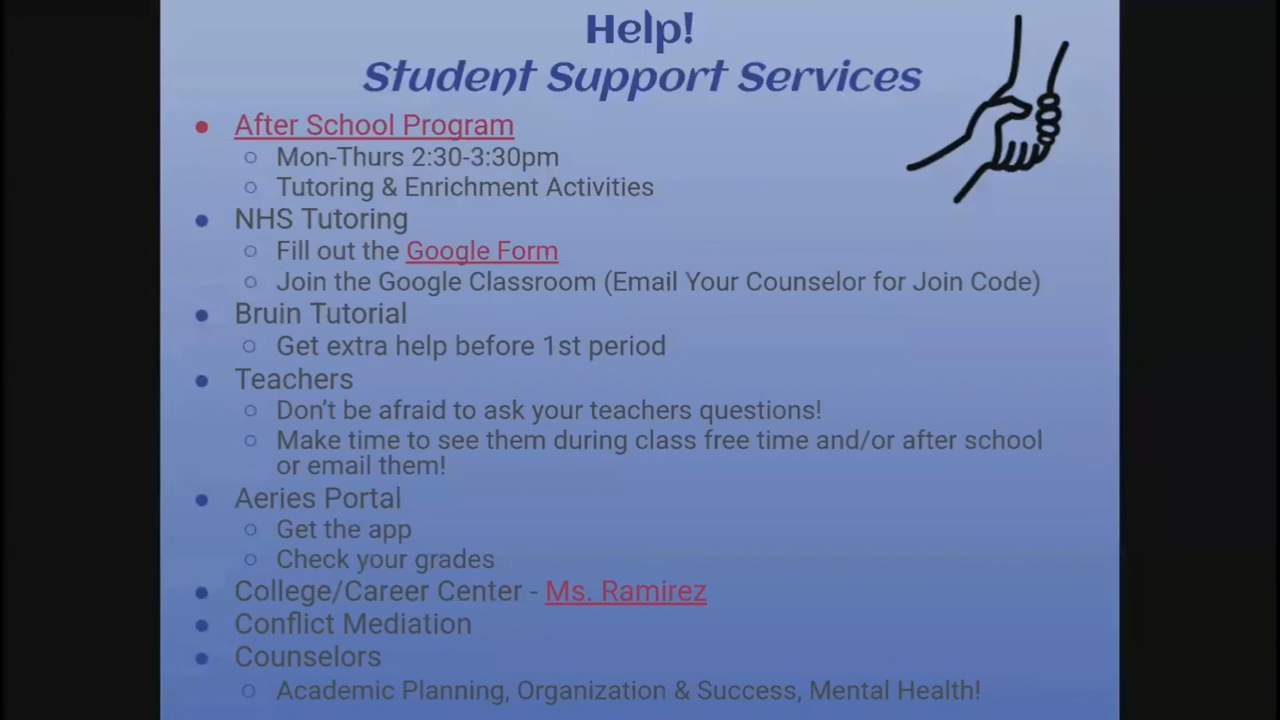 Help!
Student Support Services
● After School Program
○ Mon-Thurs 2:30-3:30pm
○ Tutoring & Enrichment Activities
● NHS Tutoring
○ Fill out the Google Form
○ Join the Google Classroom (Email Your Counselor for Join Code)
● Bruin Tutorial
○ Get extra help before 1st period
● Teachers
○ Don’t be afraid to ask your teachers questions!
○ Make time to see them during class free time and/or after school
or email them!
● Aeries Portal
○ Get the app
○ Check your grades
● College/Career Center - Ms. Ramirez
● Conflict Mediation
● Counselors
○ Academic Planning, Organization & Success, Mental Health!